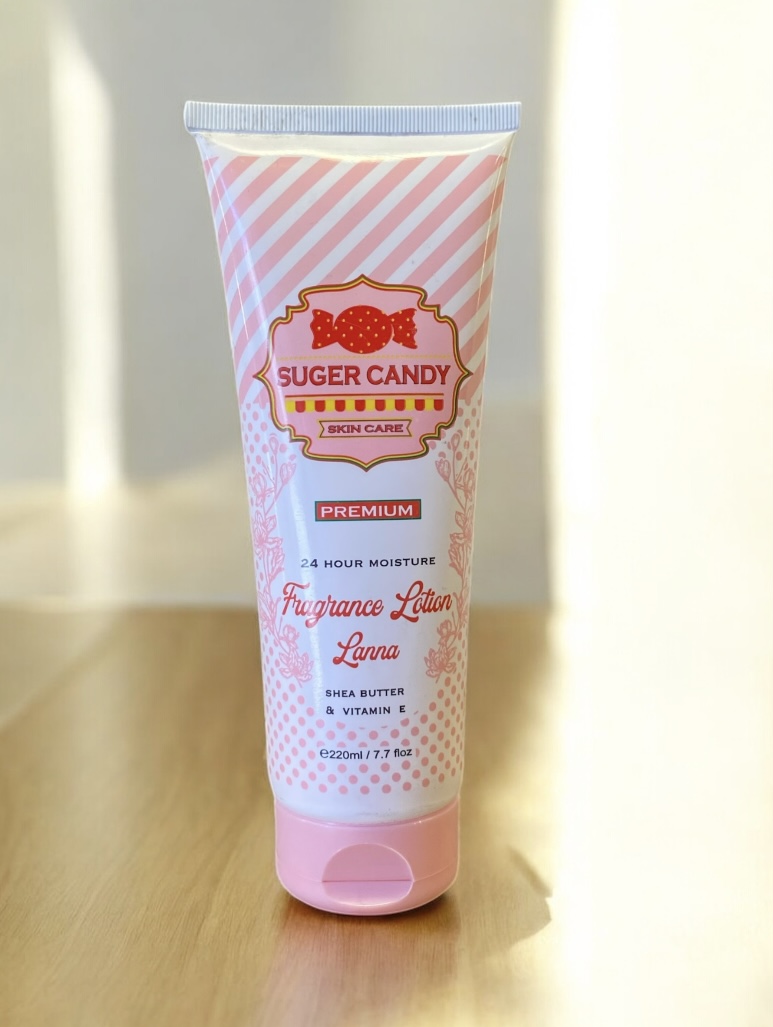 SUGER CANDY
SKIN CARE
PREMIUM
24 HOUR MOISTURE
Fragrance Lotion
Lanna
SHEA BUTTER
& VITAMIN E
℮220ml / 7.7 floz